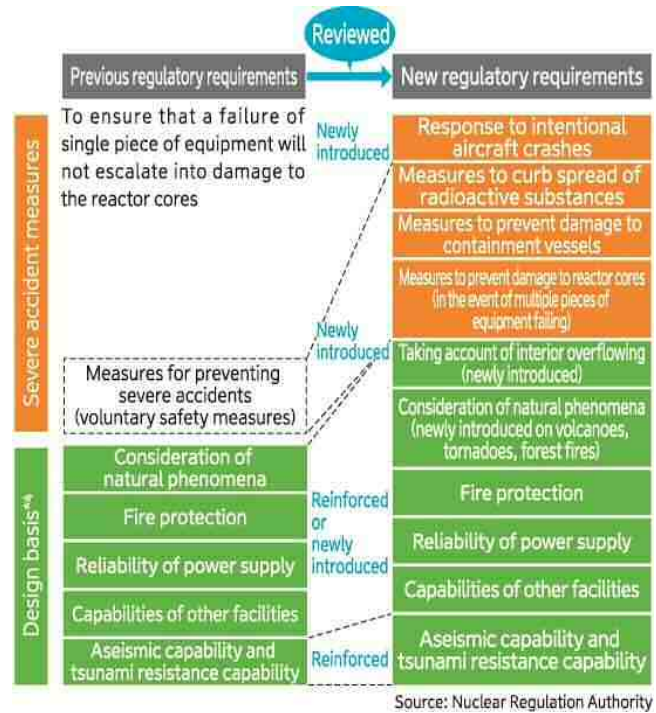 Reviewed
Previous regulatory requirements
New regulatory requirements
Severe accident measures
To ensure that a failure of
single piece of equipment will
not escalate into damage to
the reactor cores
Measures for preventing
severe accidents
(voluntary safety measures)
Newly
introduced
Newly
introduced
Response to intentional
aircraft crashes
Measures to curb spread of
radioactive substances
Measures to prevent damage to
containment vessels
Measures to prevent damage to reactor cores
(in the event of multiple pieces of
equipment failing)
Design basis*4
Consideration of
natural phenomena
Fire protection
Reliability of power supply
Capabilities of other facilities
Aseismic capability and
tsunami resistance capability
Reinforced
or
newly
introduced
Reinforced
Taking account of interior overflowing
(newly introduced)
Consideration of natural phenomena
(newly introduced on volcanoes,
tornadoes, forest fires)
Fire protection
Reliability of power supply
Capabilities of other facilities
Aseismic capability and
tsunami resistance capability
Source: Nuclear Regulation Authority